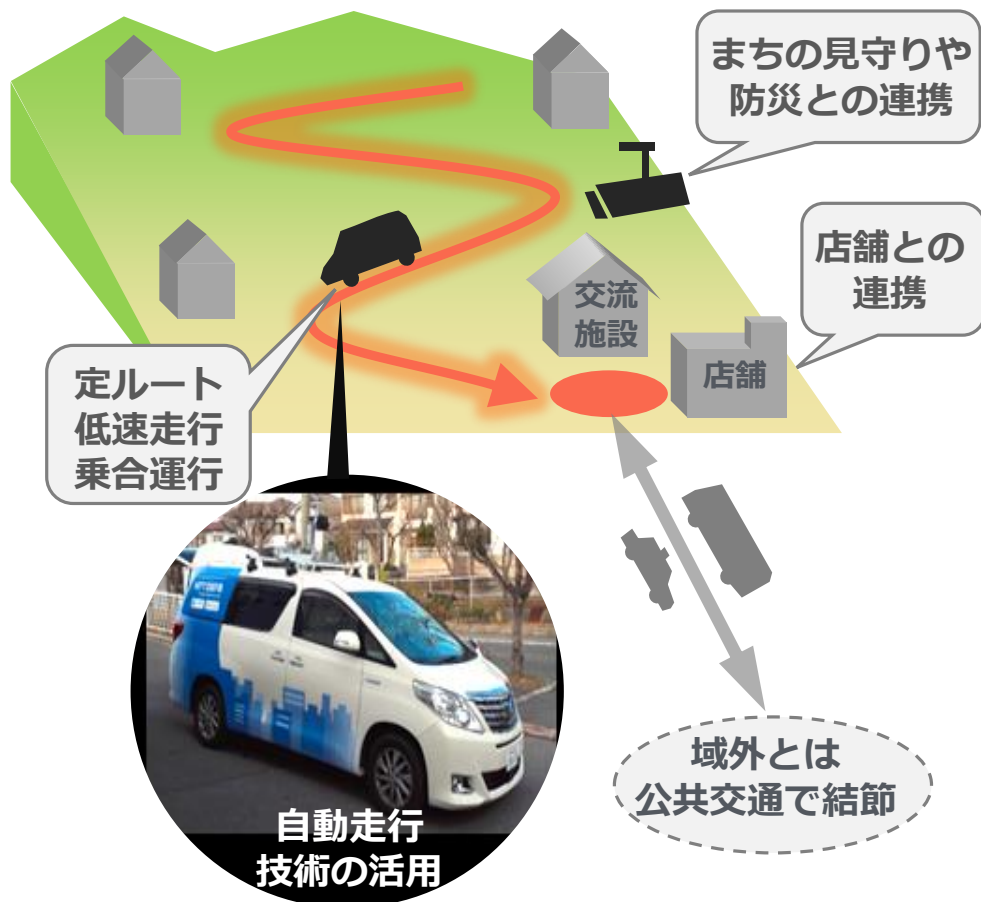 まちの見守りや
防災との連携
店舗との
連携
交流
施設
店舗
定ルート
低速走行
乗合運行
自動走行
技術の活用
域外とは
公共交通で結節